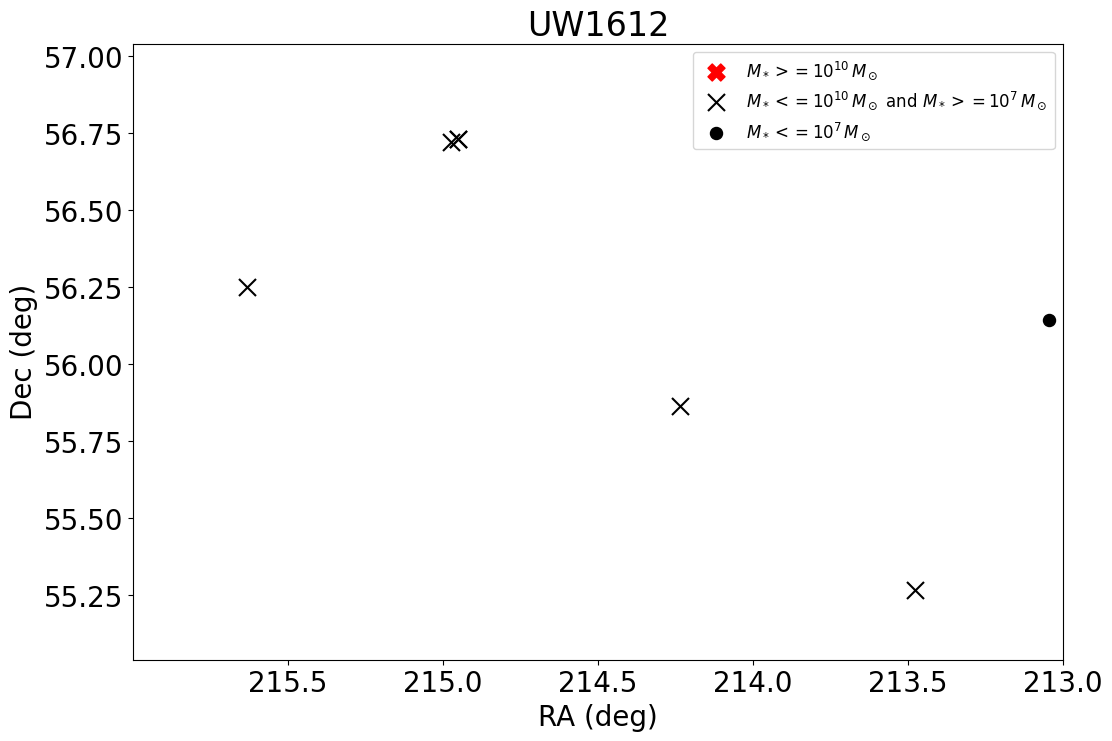 UW1612
M* >= 10^10 M⊙
M* <= 10^10 M⊙ and M* >= 10^7 M⊙
M* <= 10^7 M⊙
57.00
56.75
56.50
56.25
56.00
55.75
55.50
55.25
Dec (deg)
215.5 215.0 214.5 214.0 213.5 213.0
RA (deg)